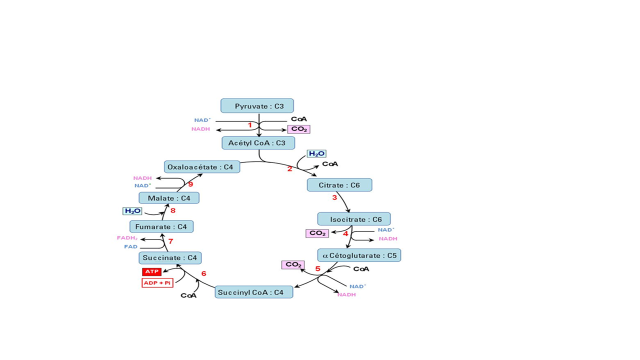 Pyruvate : C3
NAD⁺
CoA
1
NADH
CO₂
Acétyl CoA : C3
H₂O
Oxaloacétate : C4
CoA
2
NADH
NAD⁺
9
Citrate : C6
Malate : C4
3
H₂O
8
Isocitrate : C6
Fumarate : C4
CO₂
4
NAD⁺
NADH
FADH₂
7
FAD
Succinate : C4
α Cétoglutarate : C5
ATP
6
CO₂
5
CoA
ADP + Pi
NAD⁺
CoA
Succinyl CoA : C4
NADH